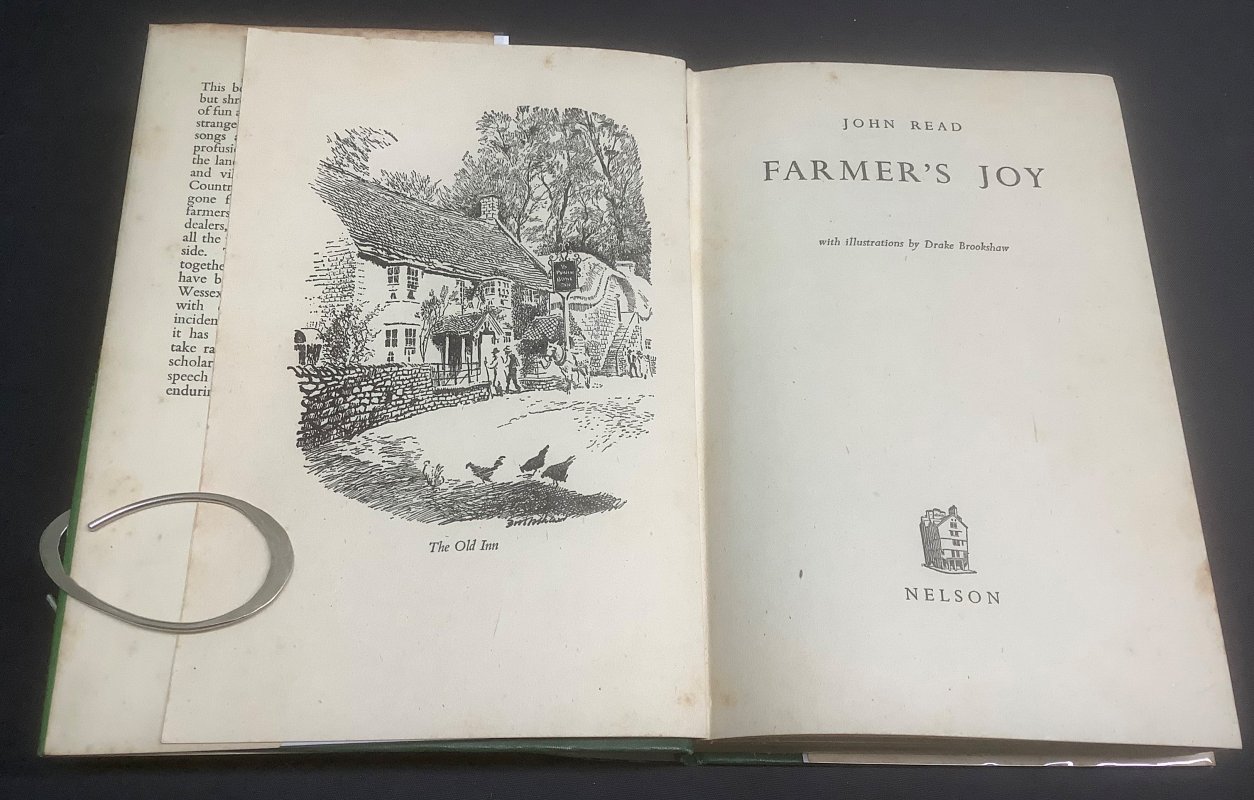 This b
but shr
of fun a
strange
songs a
profusi
the lan
and vi
Countr
gone f
farmers
dealers,
all the
side.
togethe
have b
Wessex
with
inciden
it has
take ra
scholar
speech
endurin
The Old Inn
JOHN READ
FARMER'S JOY
with illustrations by Drake Brookshaw
NELSON